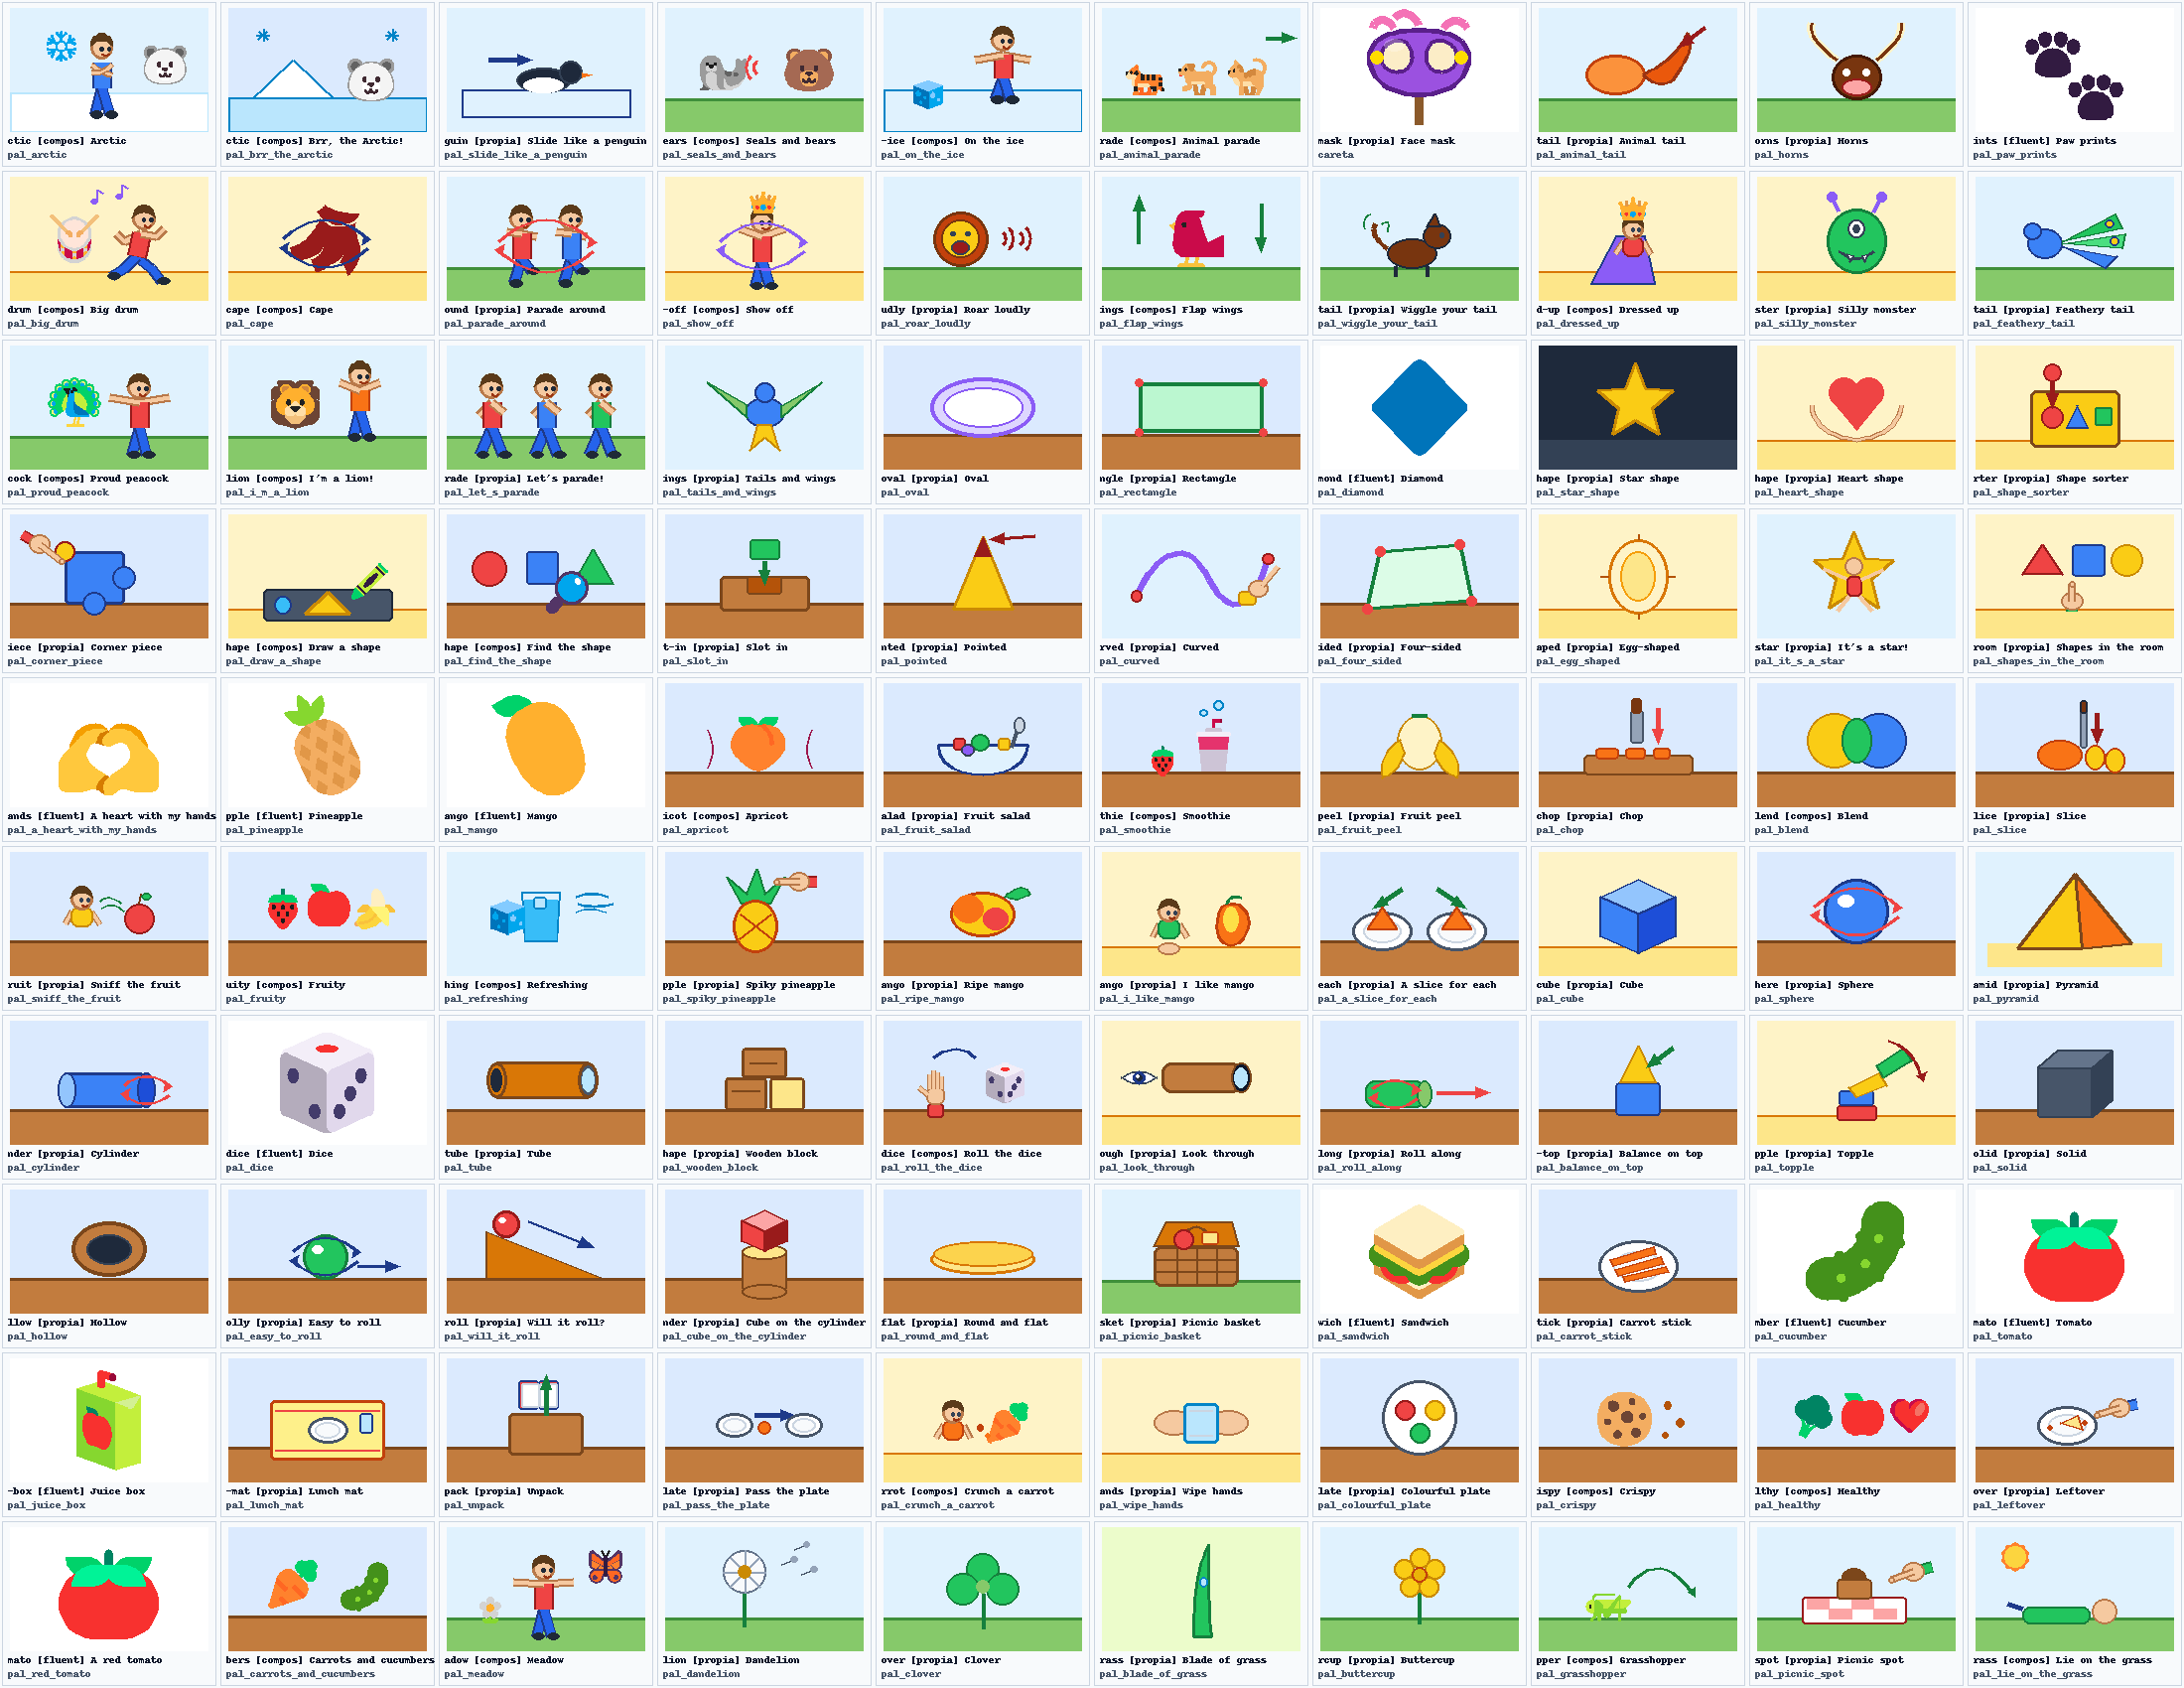 ctic [compos] Arctic
pal_arctic
ctic [compos] Brr, the Arctic!
pal_brr_the_arctic
guin [propia] Slide like a penguin
pal_slide_like_a_penguin
ears [compos] Seals and bears
pal_seals_and_bears
-ice [compos] On the ice
pal_on_the_ice
rade [compos] Animal parade
pal_animal_parade
mask [propia] Face mask
careta
tail [propia] Animal tail
pal_animal_tail
orns [propia] Horns
pal_horns
ints [fluent] Paw prints
pal_paw_prints
drum [compos] Big drum
pal_big_drum
cape [compos] Cape
pal_cape
ound [propia] Parade around
pal_parade_around
-off [compos] Show off
pal_show_off
udly [propia] Roar loudly
pal_roar_loudly
ings [compos] Flap wings
pal_flap_wings
tail [propia] Wiggle your tail
pal_wiggle_your_tail
d-up [compos] Dressed up
pal_dressed_up
ster [propia] Silly monster
pal_silly_monster
tail [propia] Feathery tail
pal_feathery_tail
cock [compos] Proud peacock
pal_proud_peacock
lion [compos] I'm a lion!
pal_i_m_a_lion
rade [propia] Let's parade!
pal_let_s_parade
ings [propia] Tails and wings
pal_tails_and_wings
oval [propia] Oval
pal_oval
ngle [propia] Rectangle
pal_rectangle
mond [fluent] Diamond
pal_diamond
hape [propia] Star shape
pal_star_shape
hape [propia] Heart shape
pal_heart_shape
rter [propia] Shape sorter
pal_shape_sorter
iece [propia] Corner piece
pal_corner_piece
hape [compos] Draw a shape
pal_draw_a_shape
hape [compos] Find the shape
pal_find_the_shape
t-in [propia] Slot in
pal_slot_in
nted [propia] Pointed
pal_pointed
rved [propia] Curved
pal_curved
ided [propia] Four-sided
pal_four_sided
aped [propia] Egg-shaped
pal_egg_shaped
star [propia] It's a star!
pal_it_s_a_star
room [propia] Shapes in the room
pal_shapes_in_the_room
ands [fluent] A heart with my hands
pal_a_heart_with_my_hands
pple [fluent] Pineapple
pal_pineapple
ango [fluent] Mango
pal_mango
icot [compos] Apricot
pal_apricot
alad [propia] Fruit salad
pal_fruit_salad
thie [compos] Smoothie
pal_smoothie
peel [propia] Fruit peel
pal_fruit_peel
chop [propia] Chop
pal_chop
lend [compos] Blend
pal_blend
lice [propia] Slice
pal_slice
ruit [propia] Sniff the fruit
pal_sniff_the_fruit
uity [compos] Fruity
pal_fruity
hing [compos] Refreshing
pal_refreshing
pple [propia] Spiky pineapple
pal_spiky_pineapple
ango [propia] Ripe mango
pal_ripe_mango
ango [propia] I like mango
pal_i_like_mango
each [propia] A slice for each
pal_a_slice_for_each
cube [propia] Cube
pal_cube
here [propia] Sphere
pal_sphere
amid [propia] Pyramid
pal_pyramid
nder [propia] Cylinder
pal_cylinder
dice [fluent] Dice
pal_dice
tube [propia] Tube
pal_tube
hape [propia] Wooden block
pal_wooden_block
dice [compos] Roll the dice
pal_roll_the_dice
ough [propia] Look through
pal_look_through
long [propia] Roll along
pal_roll_along
-top [propia] Balance on top
pal_balance_on_top
pple [propia] Topple
pal_topple
olid [propia] Solid
pal_solid
llow [propia] Hollow
pal_hollow
olly [propia] Easy to roll
pal_easy_to_roll
roll [propia] Will it roll?
pal_will_it_roll
nder [propia] Cube on the cylinder
pal_cube_on_the_cylinder
flat [propia] Round and flat
pal_round_and_flat
sket [propia] Picnic basket
pal_picnic_basket
wich [fluent] Sandwich
pal_sandwich
tick [propia] Carrot stick
pal_carrot_stick
mber [fluent] Cucumber
pal_cucumber
mato [fluent] Tomato
pal_tomato
-box [fluent] Juice box
pal_juice_box
-mat [propia] Lunch mat
pal_lunch_mat
pack [propia] Unpack
pal_unpack
late [propia] Pass the plate
pal_pass_the_plate
rrot [compos] Crunch a carrot
pal_crunch_a_carrot
ands [propia] Wipe hands
pal_wipe_hands
late [propia] Colourful plate
pal_colourful_plate
ispy [compos] Crispy
pal_crispy
lthy [compos] Healthy
pal_healthy
over [propia] Leftover
pal_leftover
mato [fluent] A red tomato
pal_red_tomato
bers [compos] Carrots and cucumbers
pal_carrots_and_cucumbers
adow [compos] Meadow
pal_meadow
lion [propia] Dandelion
pal_dandelion
over [propia] Clover
pal_clover
rass [propia] Blade of grass
pal_blade_of_grass
rcup [propia] Buttercup
pal_buttercup
pper [compos] Grasshopper
pal_grasshopper
spot [propia] Picnic spot
pal_picnic_spot
rass [compos] Lie on the grass
pal_lie_on_the_grass